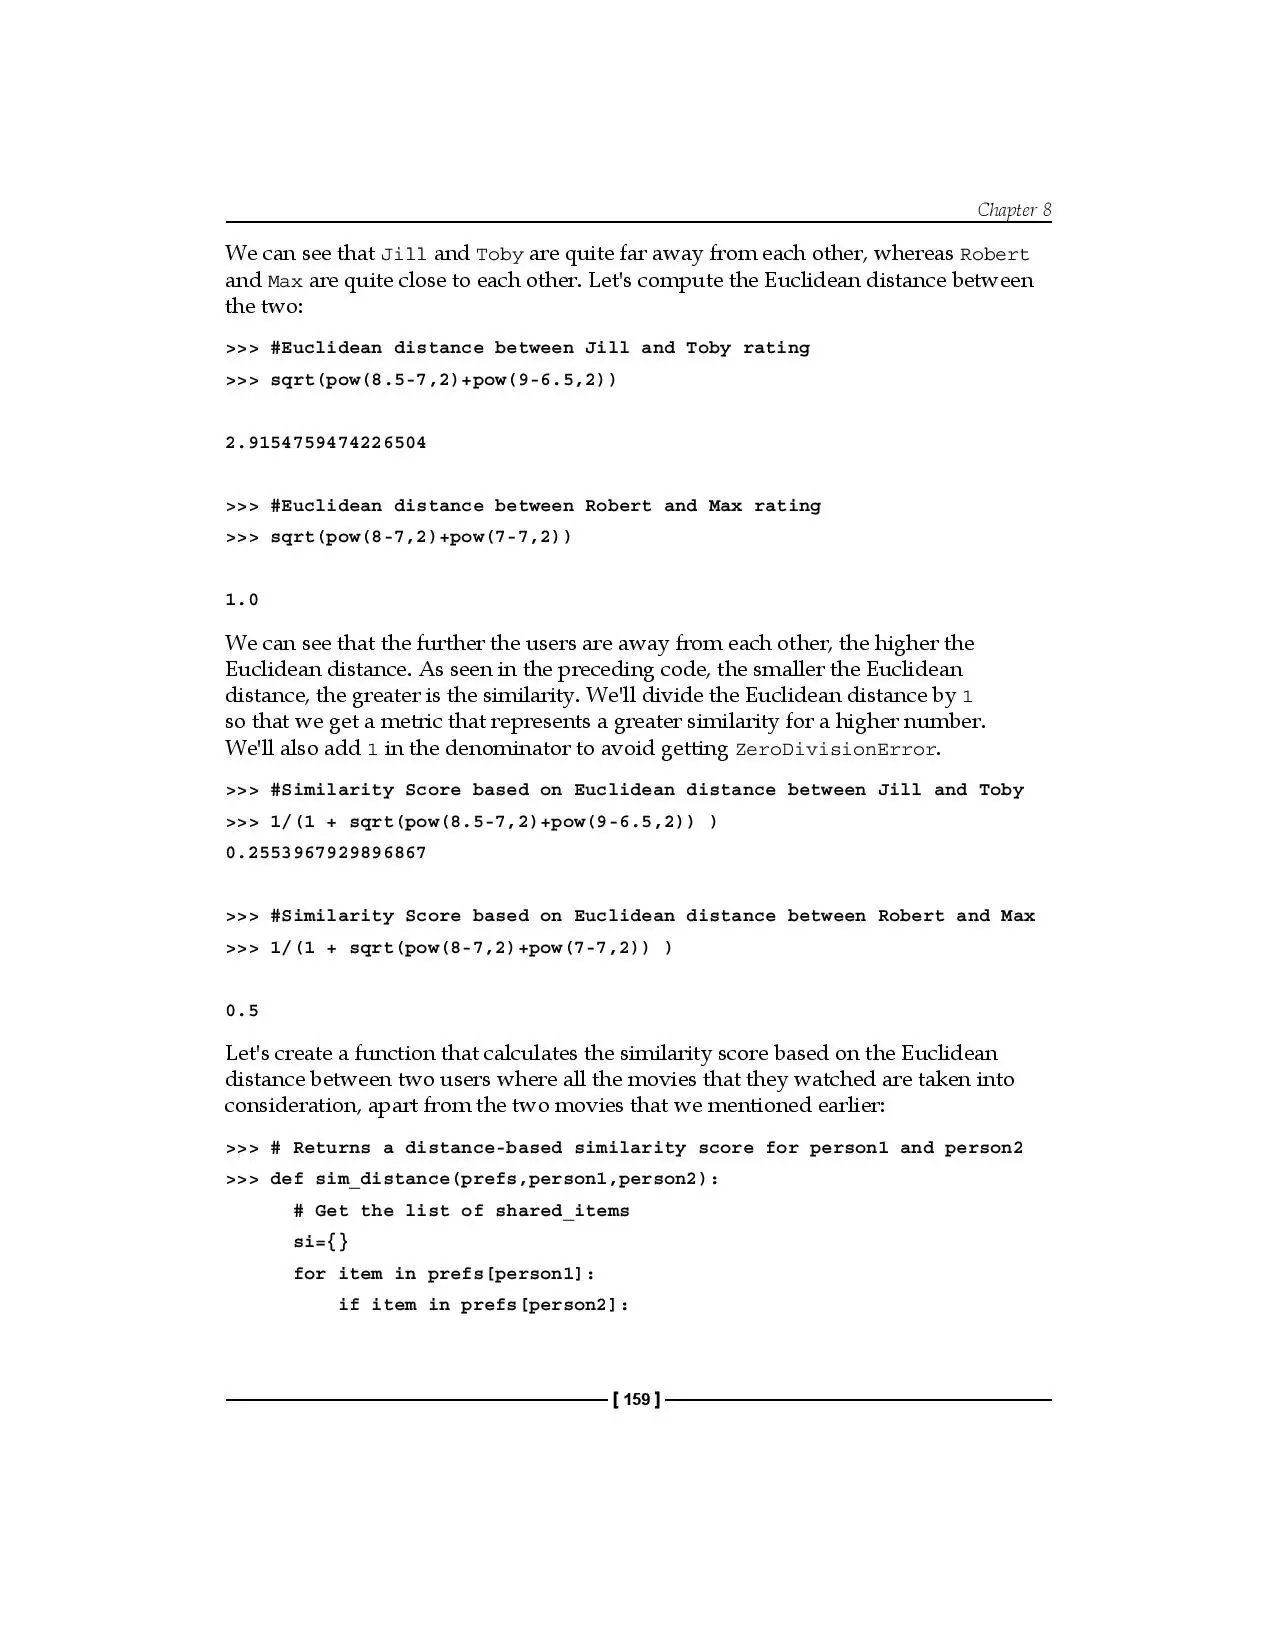 Chapter 8
We can see that Jill and Toby are quite far away from each other, whereas Robert
and Max are quite close to each other. Let's compute the Euclidean distance between
the two:
>>> #Euclidean distance between Jill and Toby rating
>>> sqrt(pow(8.5-7,2)+pow(9-6.5,2))
2.9154759474226504
>>> #Euclidean distance between Robert and Max rating
>>> sqrt(pow(8-7,2)+pow(7-7,2))
1.0
We can see that the further the users are away from each other, the higher the
Euclidean distance. As seen in the preceding code, the smaller the Euclidean
distance, the greater is the similarity. We'll divide the Euclidean distance by 1
so that we get a metric that represents a greater similarity for a higher number.
We'll also add 1 in the denominator to avoid getting ZeroDivisionError.
>>> #Similarity Score based on Euclidean distance between Jill and Toby
>>> 1/(1 + sqrt(pow(8.5-7,2)+pow(9-6.5,2)) )
0.2553967929896867
>>> #Similarity Score based on Euclidean distance between Robert and Max
>>> 1/(1 + sqrt(pow(8-7,2)+pow(7-7,2)) )
0.5
Let's create a function that calculates the similarity score based on the Euclidean
distance between two users where all the movies that they watched are taken into
consideration, apart from the two movies that we mentioned earlier:
>>> # Returns a distance-based similarity score for person1 and person2
>>> def sim_distance(prefs,person1,person2):
# Get the list of shared_items
si={}
for item in prefs[person1]:
if item in prefs[person2]:
[ 159 ]